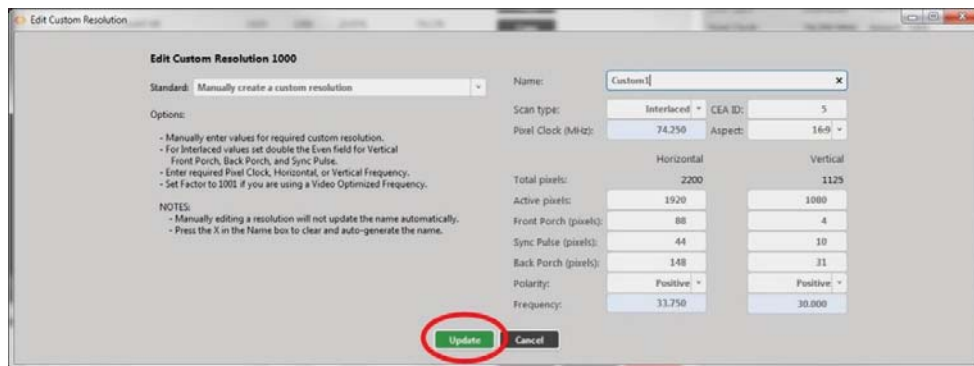 Edit Custom Resolution
Edit Custom Resolution 1000
Standard: Manually create a custom resolution
Options:
- Manually enter values for required custom resolution.
- For Interlaced values set double the Even field for Vertical
Front Porch, Back Porch, and Sync Pulse.
- Enter required Pixel Clock, Horizontal, or Vertical Frequency.
- Set Factor to 1001 if you are using a Video Optimized Frequency.
NOTES:
- Manually editing a resolution will not update the name automatically.
- Press the X in the Name box to clear and auto-generate the name.
Name: Custom1 x
Scan type: Interlaced CEA ID: 5
Pixel Clock (MHz): 74.250 Aspect: 16:9
Horizontal Vertical
Total pixels: 2200 1125
Active pixels: 1920 1080
Front Porch (pixels): 88 4
Sync Pulse (pixels): 44 10
Back Porch (pixels): 148 31
Polarity: Positive Positive
Frequency: 33.750 30.000
Update Cancel